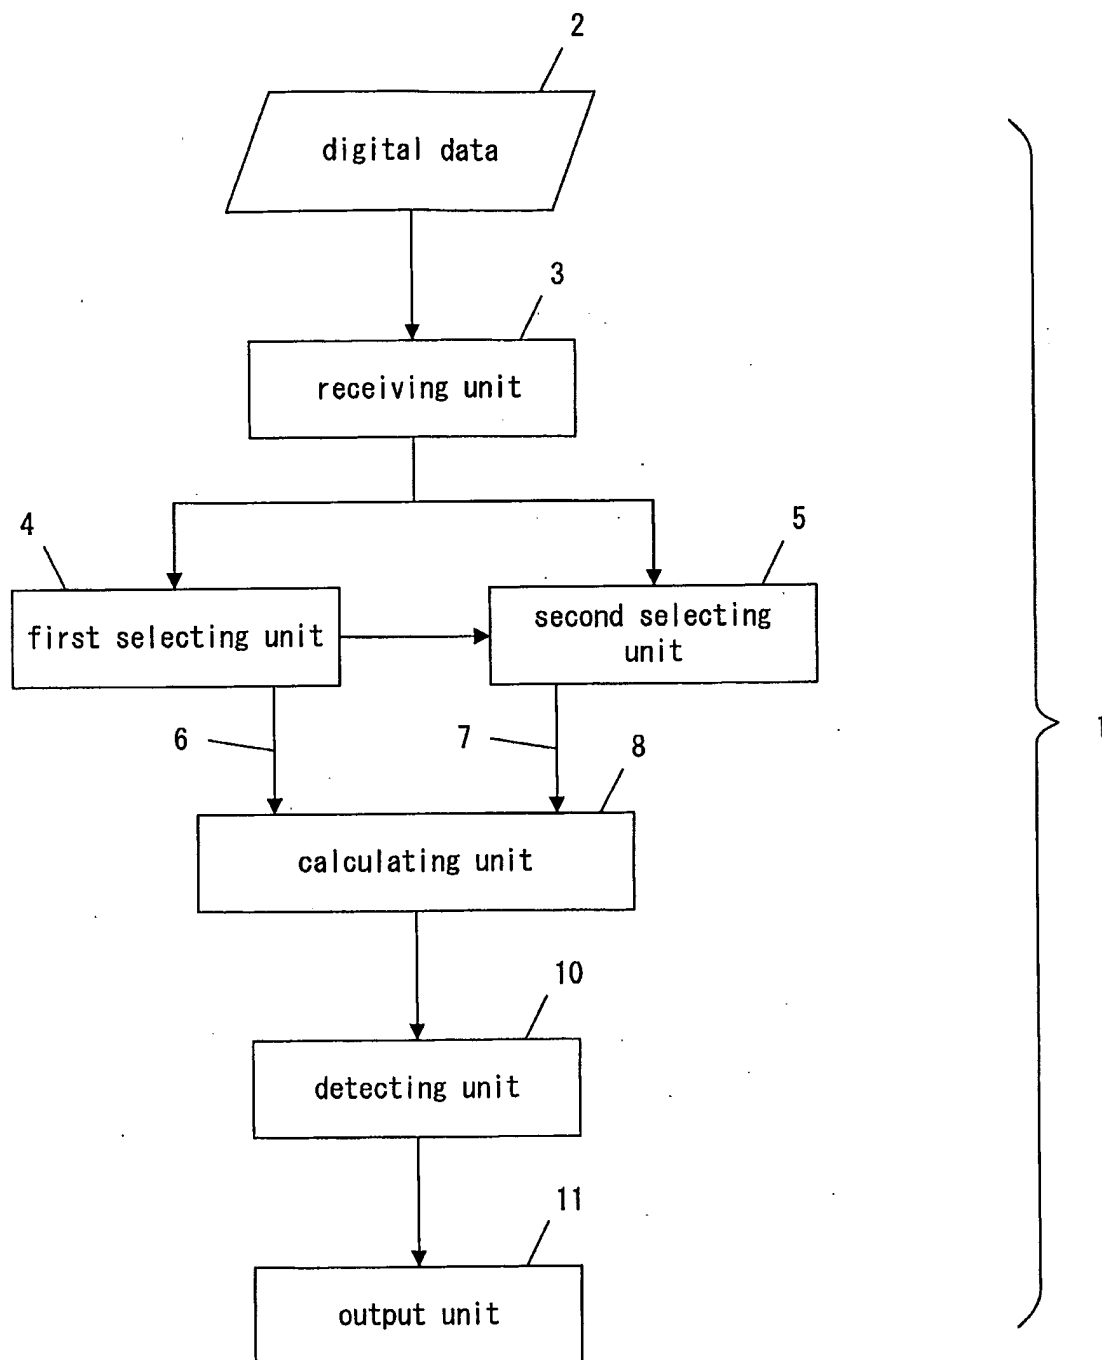 2
digital data
3
receiving unit
4
5
first selecting unit
second selecting
unit
6
7
8
1
calculating unit
10
detecting unit
11
output unit